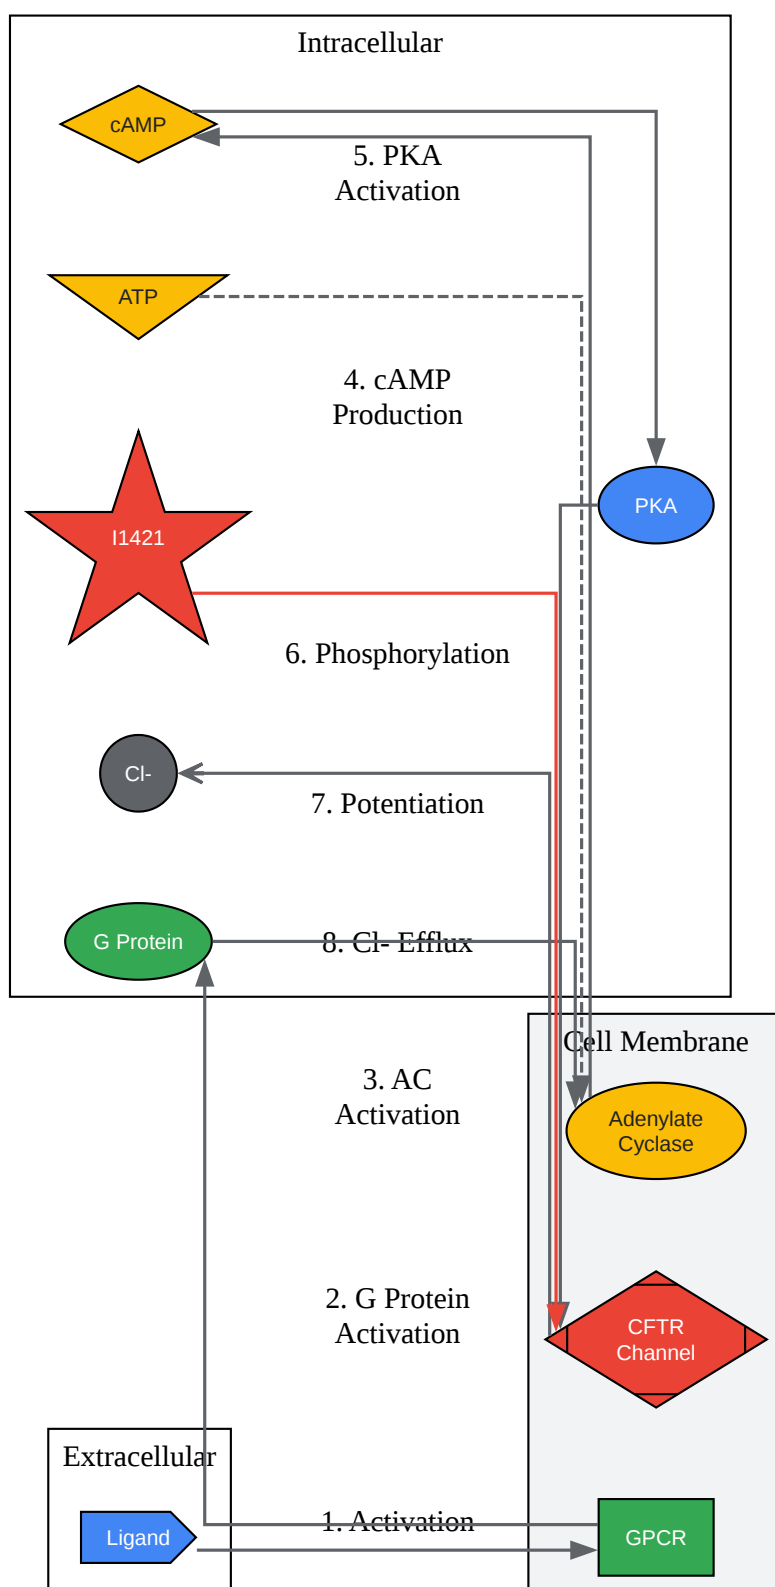 Intracellular
cAMP
5. PKA
Activation
ATP
4. cAMP
Production
PKA
I1421
6. Phosphorylation
Cl-
7. Potentiation
G Protein
8. Cl- Efflux
Cell Membrane
3. AC
Activation
Adenylate
Cyclase
2. G Protein
Activation
CFTR
Channel
Extracellular
1. Activation
Ligand
GPCR